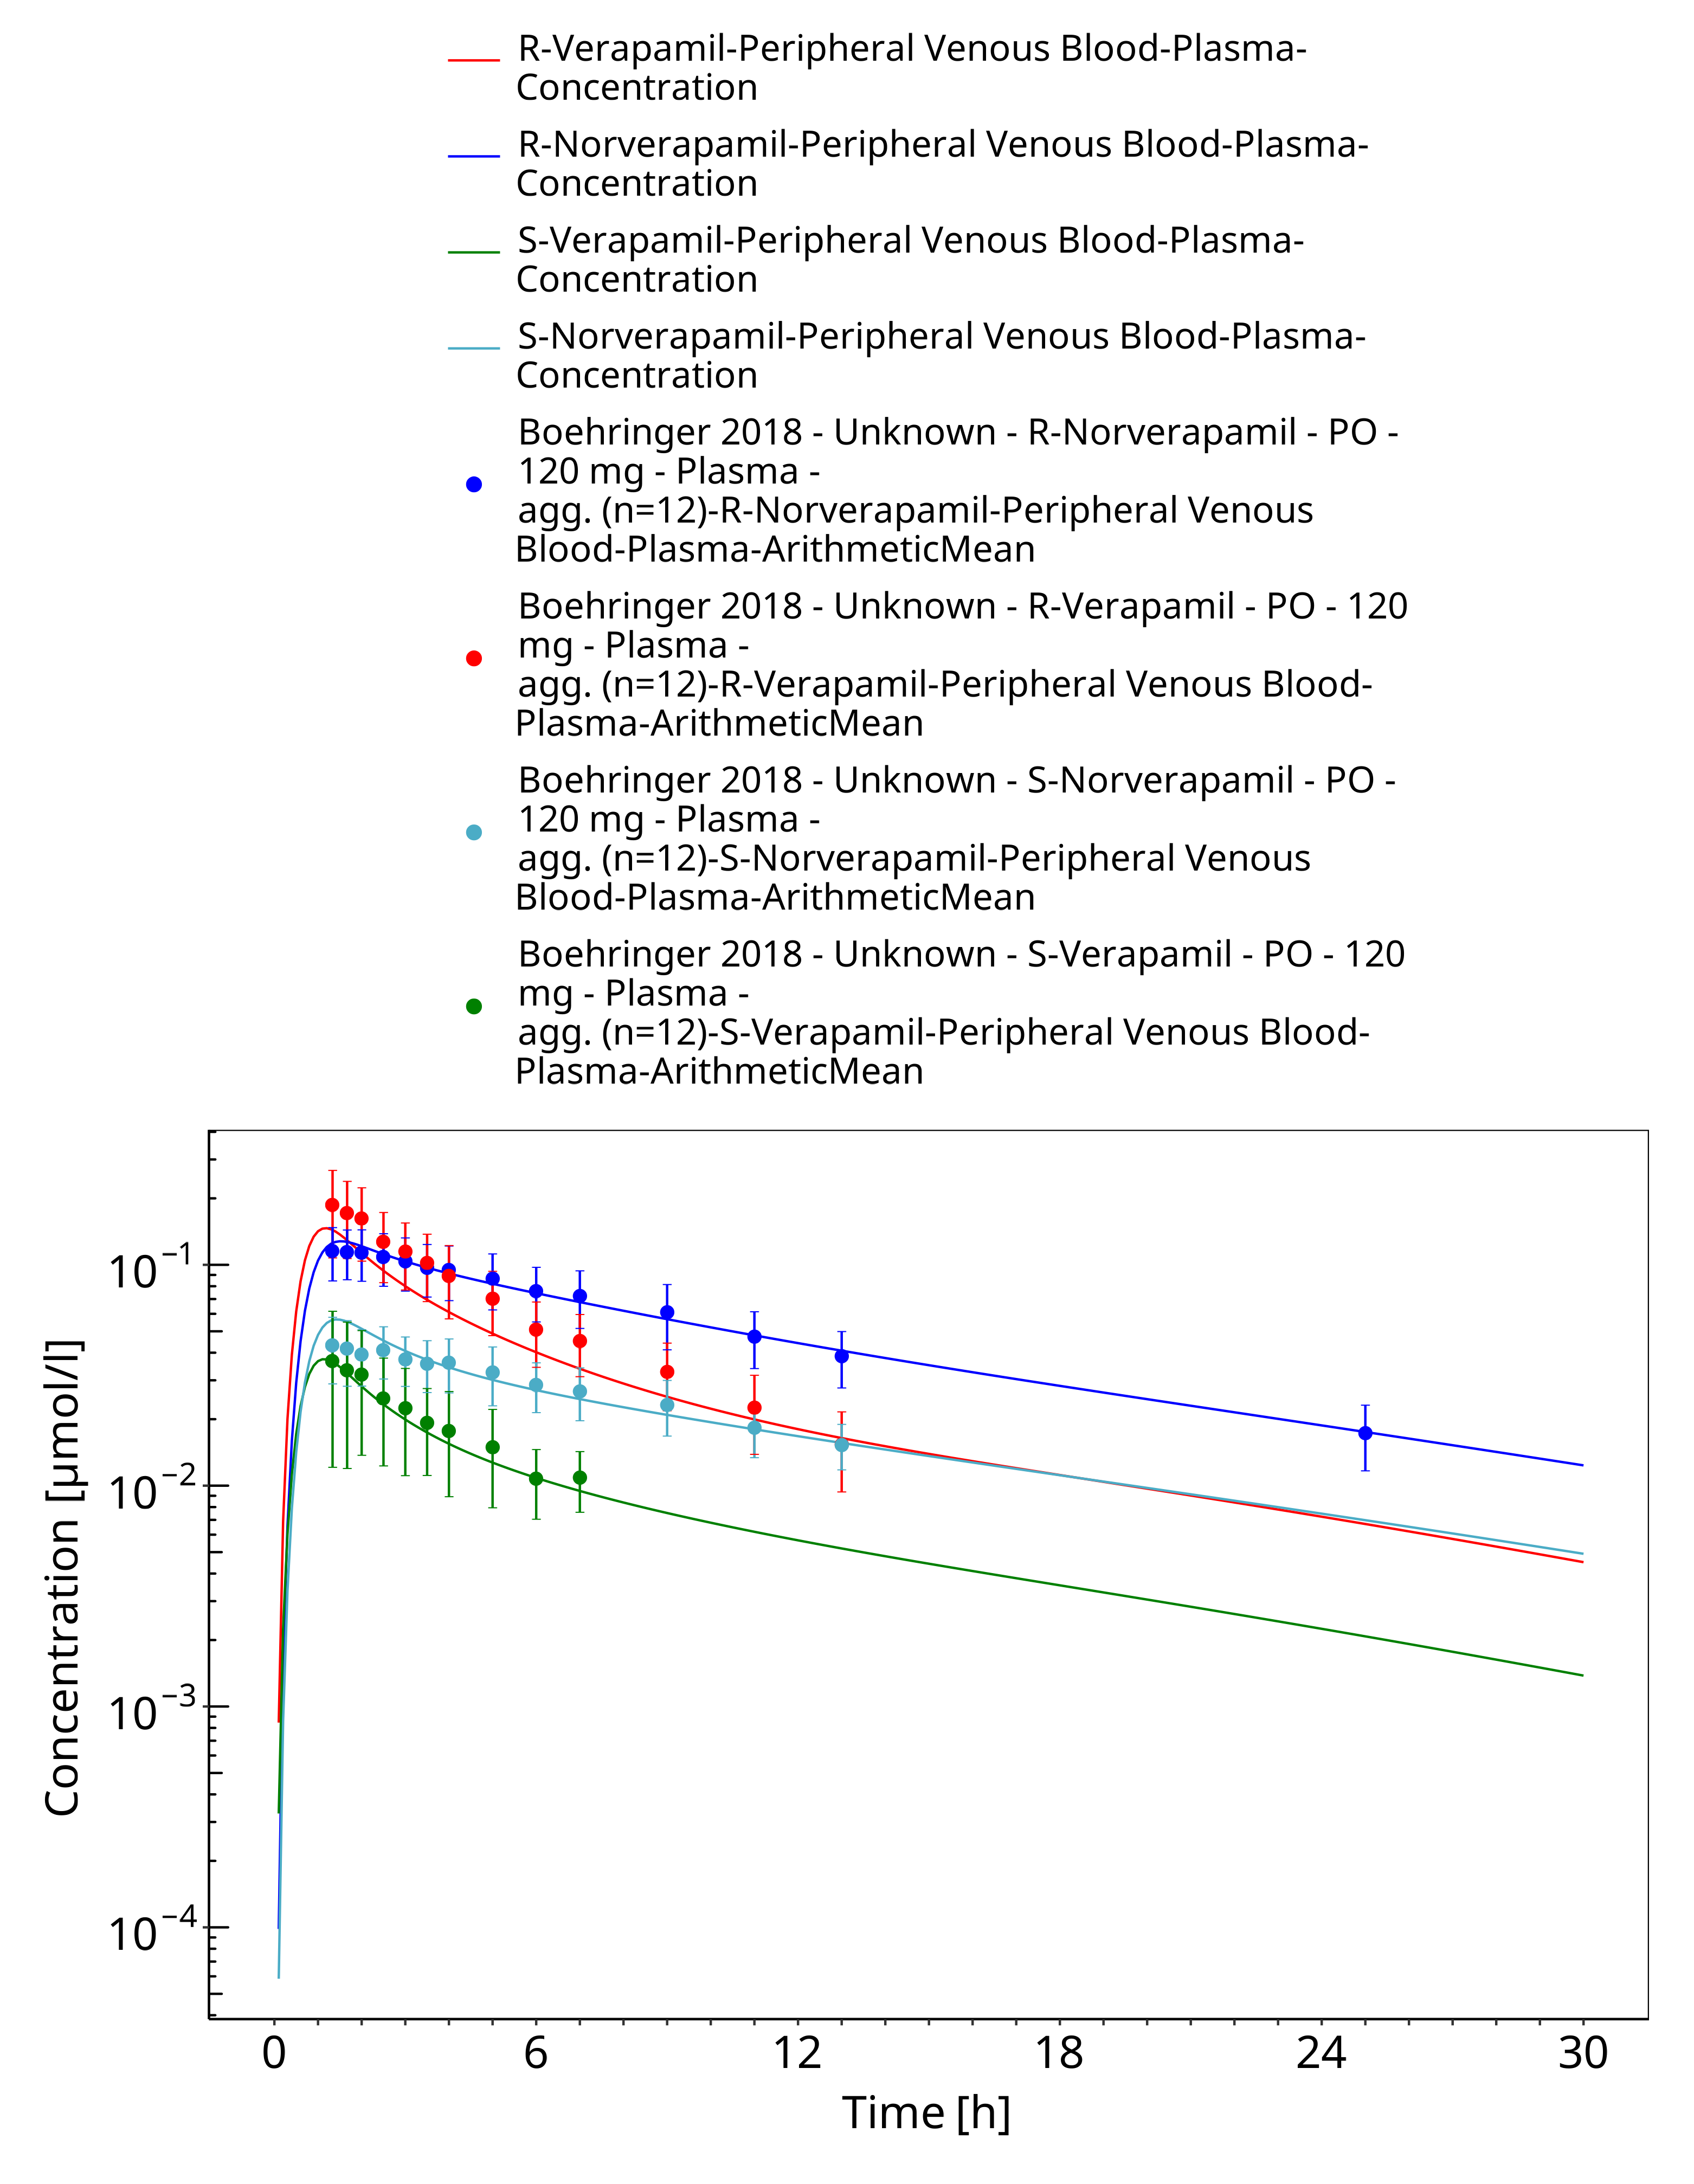 R-Verapamil-Peripheral Venous Blood-Plasma-
Concentration
R-Norverapamil-Peripheral Venous Blood-Plasma-
Concentration
S-Verapamil-Peripheral Venous Blood-Plasma-
Concentration
S-Norverapamil-Peripheral Venous Blood-Plasma-
Concentration
Boehringer 2018 - Unknown - R-Norverapamil - PO -
120 mg - Plasma -
agg. (n=12)-R-Norverapamil-Peripheral Venous
Blood-Plasma-ArithmeticMean
Boehringer 2018 - Unknown - R-Verapamil - PO - 120
mg - Plasma -
agg. (n=12)-R-Verapamil-Peripheral Venous Blood-
Plasma-ArithmeticMean
Boehringer 2018 - Unknown - S-Norverapamil - PO -
120 mg - Plasma -
agg. (n=12)-S-Norverapamil-Peripheral Venous
Blood-Plasma-ArithmeticMean
Boehringer 2018 - Unknown - S-Verapamil - PO - 120
mg - Plasma -
agg. (n=12)-S-Verapamil-Peripheral Venous Blood-
Plasma-ArithmeticMean
Concentration [µmol/l]
10⁻¹
10⁻²
10⁻³
10⁻⁴
0 6 12 18 24 30
Time [h]